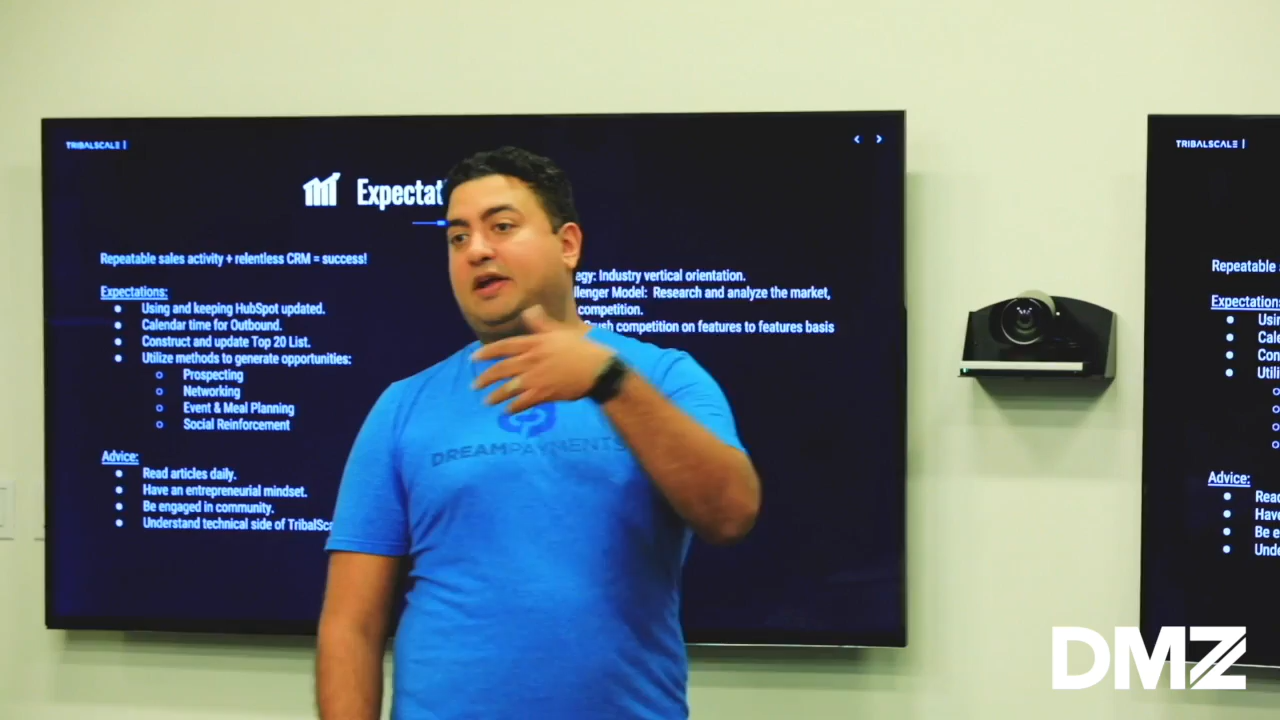 TRIBALSCALE
Expectat
Repeatable sales activity + relentless CRM = success!
Expectations:
Using and keeping HubSpot updated.
Calendar time for Outbound.
Construct and update Top 20 List.
Utilize methods to generate opportunities:
Prospecting
Networking
Event & Meal Planning
Social Reinforcement
Advice:
Read articles daily.
Have an entrepreneurial mindset.
Be engaged in community.
Understand technical side of TribalSca
egy: Industry vertical orientation.
llenger Model: Research and analyze the market,
competition.
Crush competition on features to features basis
DREAMPAYMENTS
TRIBALSCALE
Repeatable
Expectations
Usin
Cale
Con
Utili
Advice:
Read
Have
Be e
Unde
DMZ